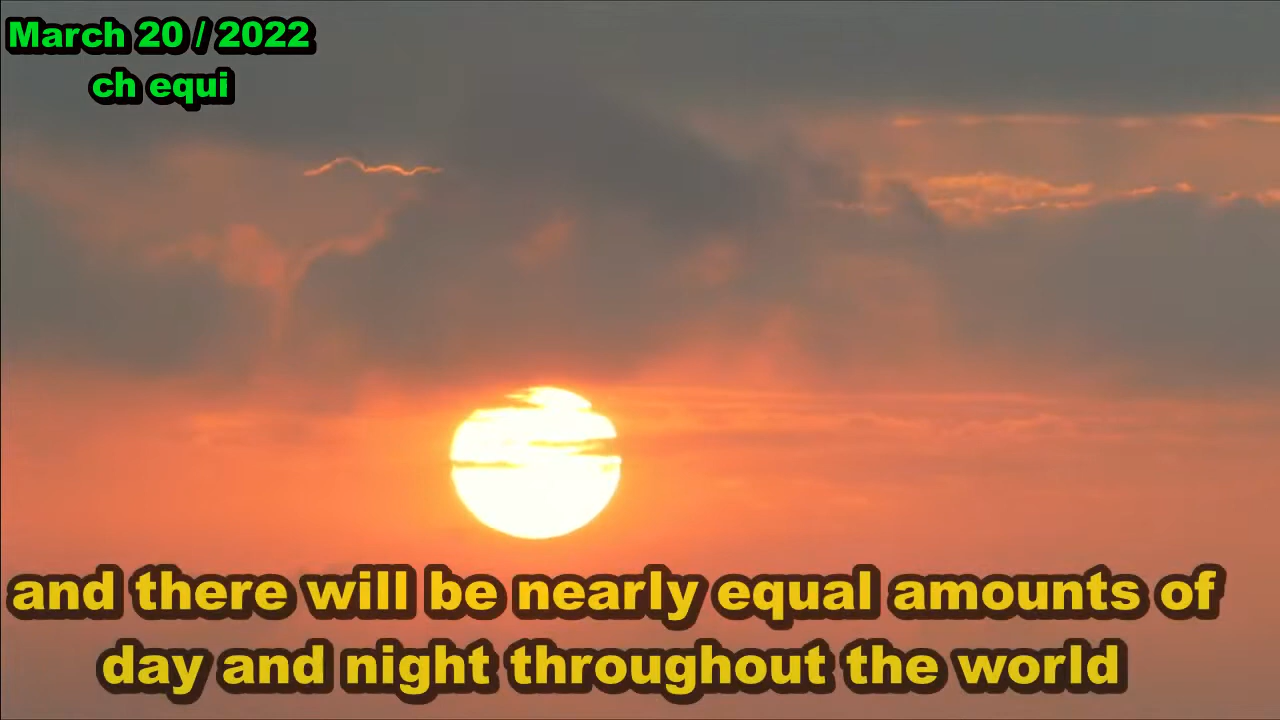 March 20 / 2022
ch equi
and there will be nearly equal amounts of
day and night throughout the world